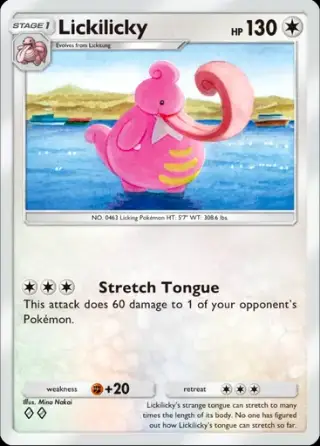 STAGE 1 Lickilicky HP 130
Evolves from Lickitung
NO. 0463 Licking Pokémon HT: 5'7" WT: 308.6 lbs.
Stretch Tongue
This attack does 60 damage to 1 of your opponent's
Pokémon.
weakness +20 retreat
Illus. Mina Nakai
Lickilicky's strange tongue can stretch to many
times the length of its body. No one has figured
out how Lickilicky's tongue can stretch so far.